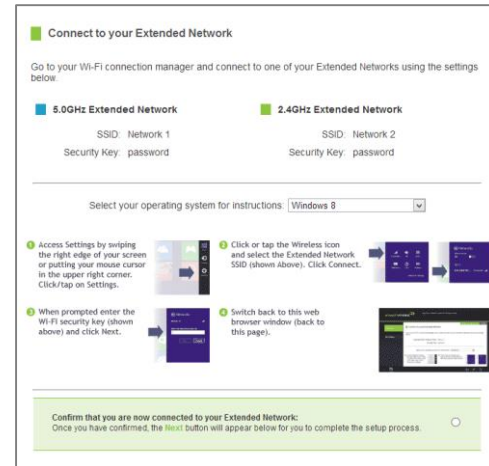 Connect to your Extended Network
Go to your Wi-Fi connection manager and connect to one of your Extended Networks using the settings
below.
5.0GHz Extended Network
2.4GHz Extended Network
SSID: Network 1
SSID: Network 2
Security Key: password
Security Key: password
Select your operating system for instructions: Windows 8
1 Access Settings by swiping
the right edge of your screen
or putting your mouse cursor
in the upper right corner.
Click/tap on Settings.
2 Click or tap the Wireless icon
and select the Extended Network
SSID (shown Above). Click Connect.
3 When prompted enter the
Wi-Fi security key (shown
above) and click Next.
4 Switch back to this web
browser window (back to
this page).
Confirm that you are now connected to your Extended Network:
Once you have confirmed, the Next button will appear below for you to complete the setup process.